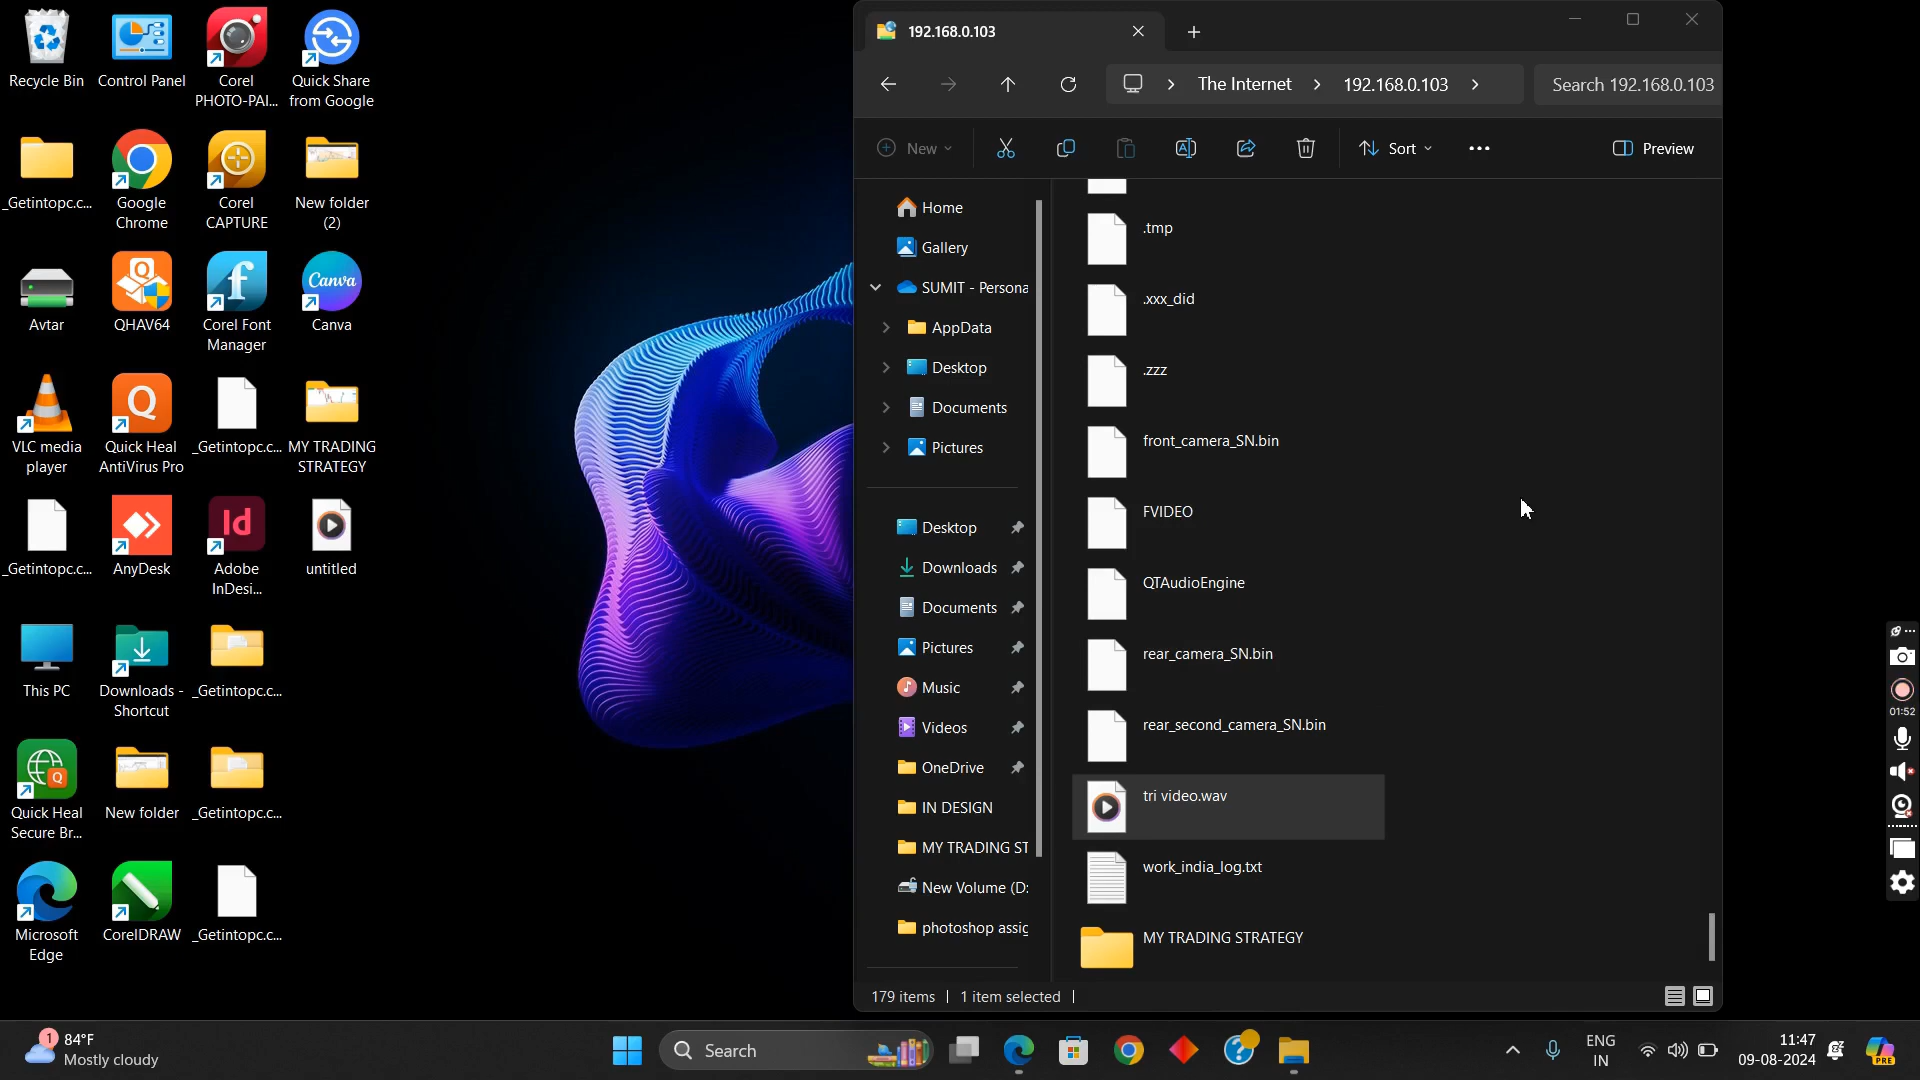 Recycle Bin
Control Panel
Corel
PHOTO-PAI...
Quick Share
from Google
_Getintopc.c...
Google
Chrome
Corel
CAPTURE
New folder
(2)
Avtar
QHAV64
Corel Font
Manager
Canva
Canva
VLC media
player
Quick Heal
AntiVirus Pro
_Getintopc.c...
MY TRADING
STRATEGY
_Getintopc.c...
AnyDesk
Id
Adobe
InDesi...
untitled
This PC
Downloads -
Shortcut
_Getintopc.c...
Quick Heal
Secure Br...
New folder
_Getintopc.c...
Microsoft
Edge
CorelDRAW
_Getintopc.c...
192.168.0.103
The Internet
192.168.0.103
Search 192.168.0.103
New
Sort
Preview
Home
Gallery
SUMIT - Persona
AppData
Desktop
Documents
Pictures
Desktop
Downloads
Documents
Pictures
Music
Videos
OneDrive
IN DESIGN
MY TRADING ST
New Volume (D:
photoshop assig
.tmp
.xxx_did
.zzz
front_camera_SN.bin
FVIDEO
QTAudioEngine
rear_camera_SN.bin
rear_second_camera_SN.bin
tri video.wav
work_india_log.txt
MY TRADING STRATEGY
179 items
1 item selected
01:52
1
84°F
Mostly cloudy
Search
ENG
IN
11:47
09-08-2024
PRE